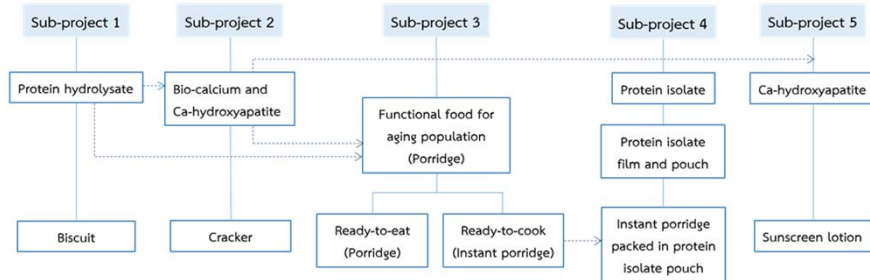 Sub-project 1
Sub-project 2
Sub-project 3
Sub-project 4
Sub-project 5
Protein hydrolysate
Bio-calcium and
Ca-hydroxyapatite
Functional food for
aging population
(Porridge)
Protein isolate
Ca-hydroxyapatite
Protein isolate
film and pouch
Biscuit
Cracker
Ready-to-eat
(Porridge)
Ready-to-cook
(Instant porridge)
Instant porridge
packed in protein
isolate pouch
Sunscreen lotion